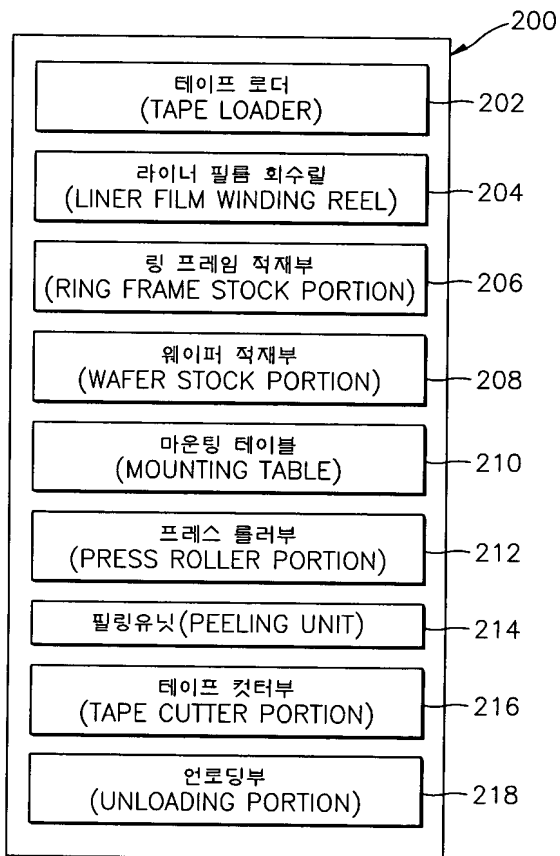 200
테이프 로더
(TAPE LOADER)
202
라이너 필름 회수릴
(LINER FILM WINDING REEL)
204
링 프레임 적재부
(RING FRAME STOCK PORTION)
206
웨이퍼 적재부
(WAFER STOCK PORTION)
208
마운팅 테이블
(MOUNTING TABLE)
210
프레스 롤러부
(PRESS ROLLER PORTION)
212
필링유닛(PEELING UNIT)
214
테이프 컷터부
(TAPE CUTTER PORTION)
216
언로딩부
(UNLOADING PORTION)
218